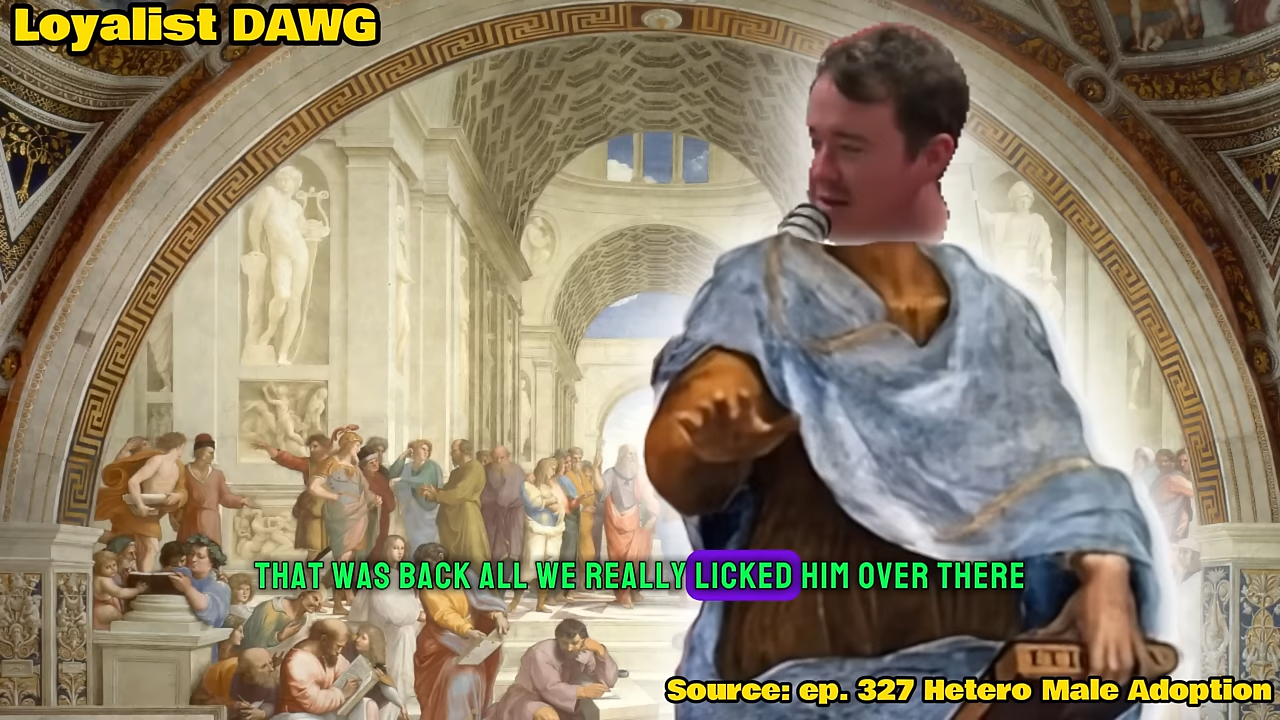 Loyalist DAWG
THAT WAS BACK ALL WE REALLY LICKED HIM OVER THERE
Source: ep. 327 Hetero Male Adoption